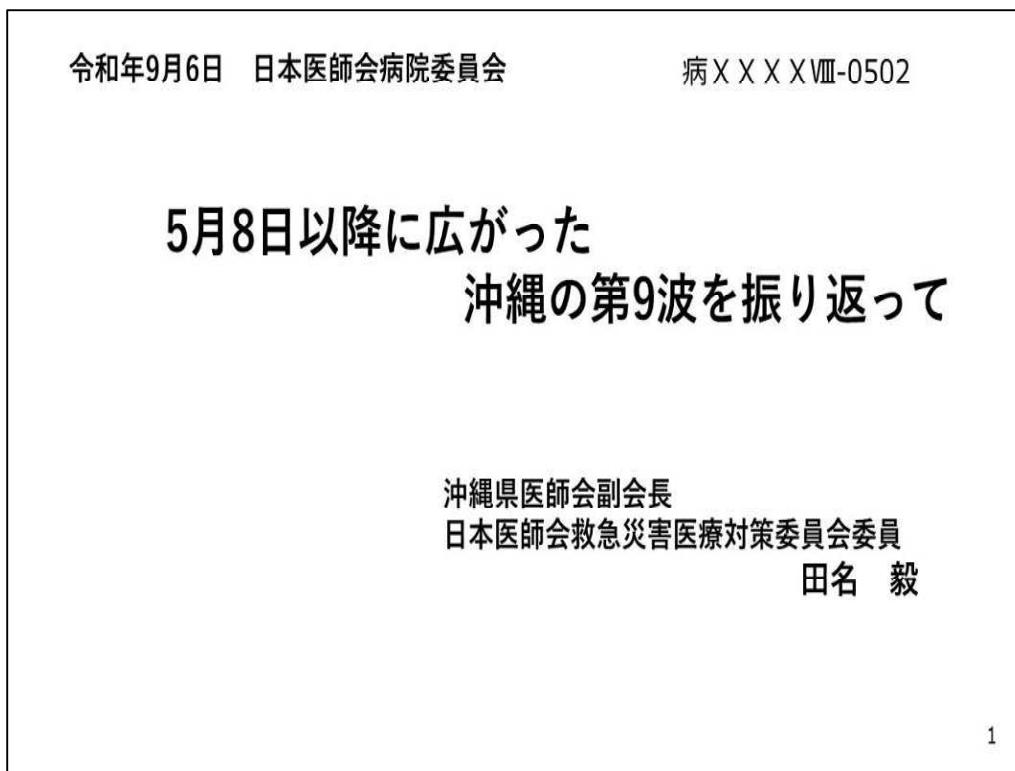 令和年9月6日　日本医師会病院委員会
病ⅩⅩⅩⅩⅧ-0502
5月8日以降に広がった
沖縄の第9波を振り返って
沖縄県医師会副会長
日本医師会救急災害医療対策委員会委員
田名　毅
1